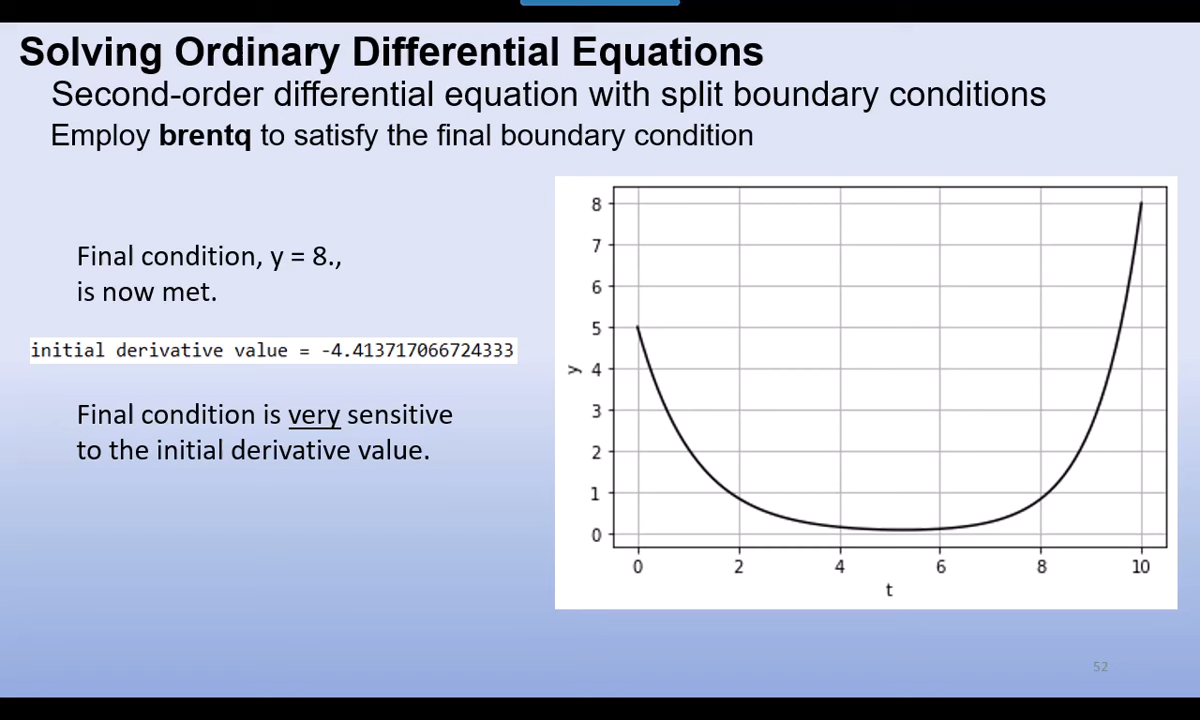 Solving Ordinary Differential Equations
Second-order differential equation with split boundary conditions
Employ brentq to satisfy the final boundary condition
Final condition, y = 8.,
is now met.
initial derivative value = -4.413717066724333
Final condition is very sensitive
to the initial derivative value.
8
7
6
5
4
3
2
1
0
y
0 2 4 6 8 10
t
52